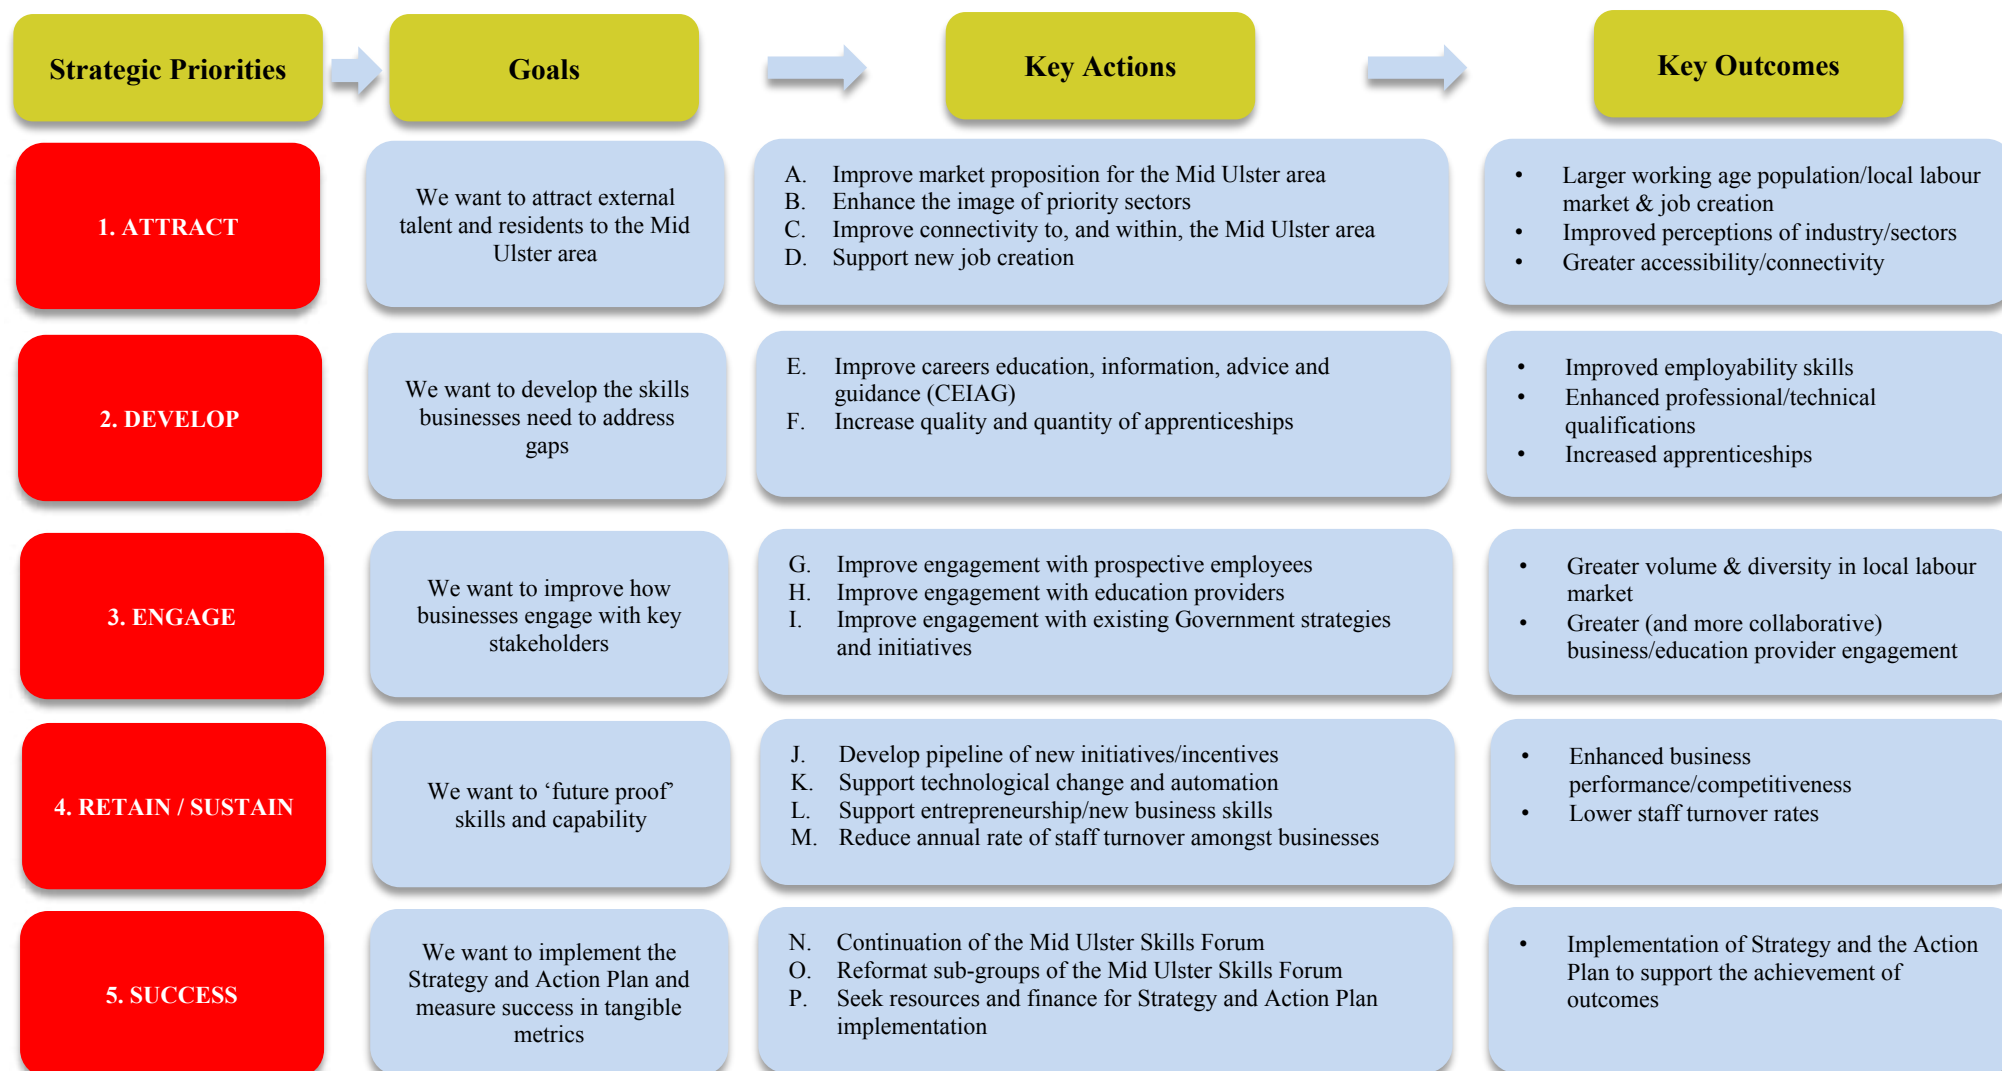 Strategic Priorities
Goals
Key Actions
Key Outcomes
1. ATTRACT
We want to attract external
talent and residents to the Mid
Ulster area
A. Improve market proposition for the Mid Ulster area
B. Enhance the image of priority sectors
C. Improve connectivity to, and within, the Mid Ulster area
D. Support new job creation
• Larger working age population/local labour
market & job creation
• Improved perceptions of industry/sectors
• Greater accessibility/connectivity
2. DEVELOP
We want to develop the skills
businesses need to address
gaps
E. Improve careers education, information, advice and
guidance (CEIAG)
F. Increase quality and quantity of apprenticeships
• Improved employability skills
• Enhanced professional/technical
qualifications
• Increased apprenticeships
3. ENGAGE
We want to improve how
businesses engage with key
stakeholders
G. Improve engagement with prospective employees
H. Improve engagement with education providers
I. Improve engagement with existing Government strategies
and initiatives
• Greater volume & diversity in local labour
market
• Greater (and more collaborative)
business/education provider engagement
4. RETAIN / SUSTAIN
We want to ‘future proof’
skills and capability
J. Develop pipeline of new initiatives/incentives
K. Support technological change and automation
L. Support entrepreneurship/new business skills
M. Reduce annual rate of staff turnover amongst businesses
• Enhanced business
performance/competitiveness
• Lower staff turnover rates
5. SUCCESS
We want to implement the
Strategy and Action Plan and
measure success in tangible
metrics
N. Continuation of the Mid Ulster Skills Forum
O. Reformat sub-groups of the Mid Ulster Skills Forum
P. Seek resources and finance for Strategy and Action Plan
implementation
• Implementation of Strategy and the Action
Plan to support the achievement of
outcomes